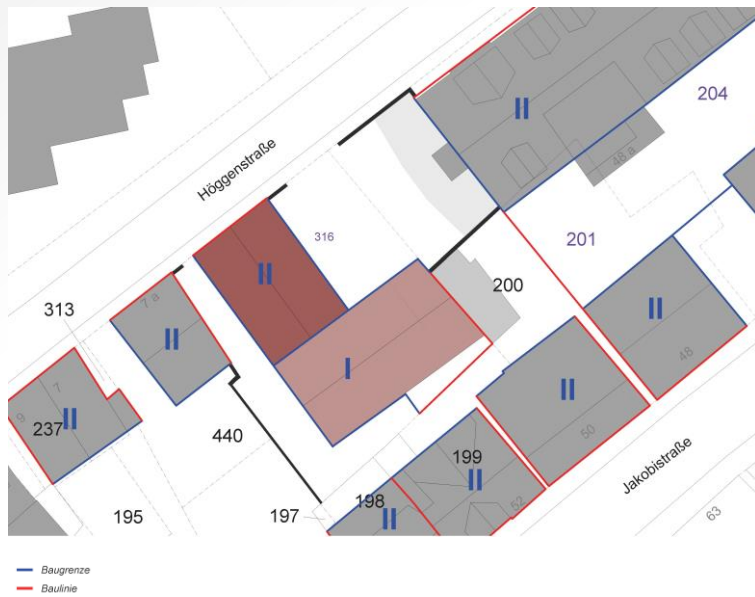 204
II
48 a
Höggenstraße
316
201
II
200
313
7 a
II
II
48
I
7
II
9
237
II
50
440
199
II
Jakobistraße
198
52
195
197
II
63
Baugrenze
Baulinie